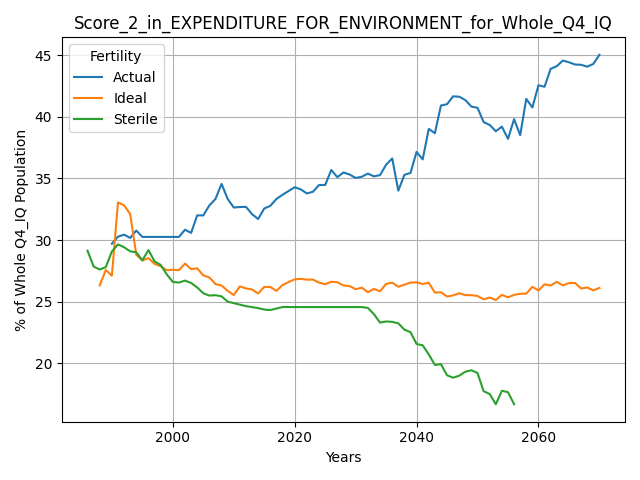 Score_2_in_EXPENDITURE_FOR_ENVIRONMENT_for_Whole_Q4_IQ
Fertility
Actual
Ideal
Sterile
% of Whole Q4_IQ Population
45
40
35
30
25
20
2000
2020
2040
2060
Years